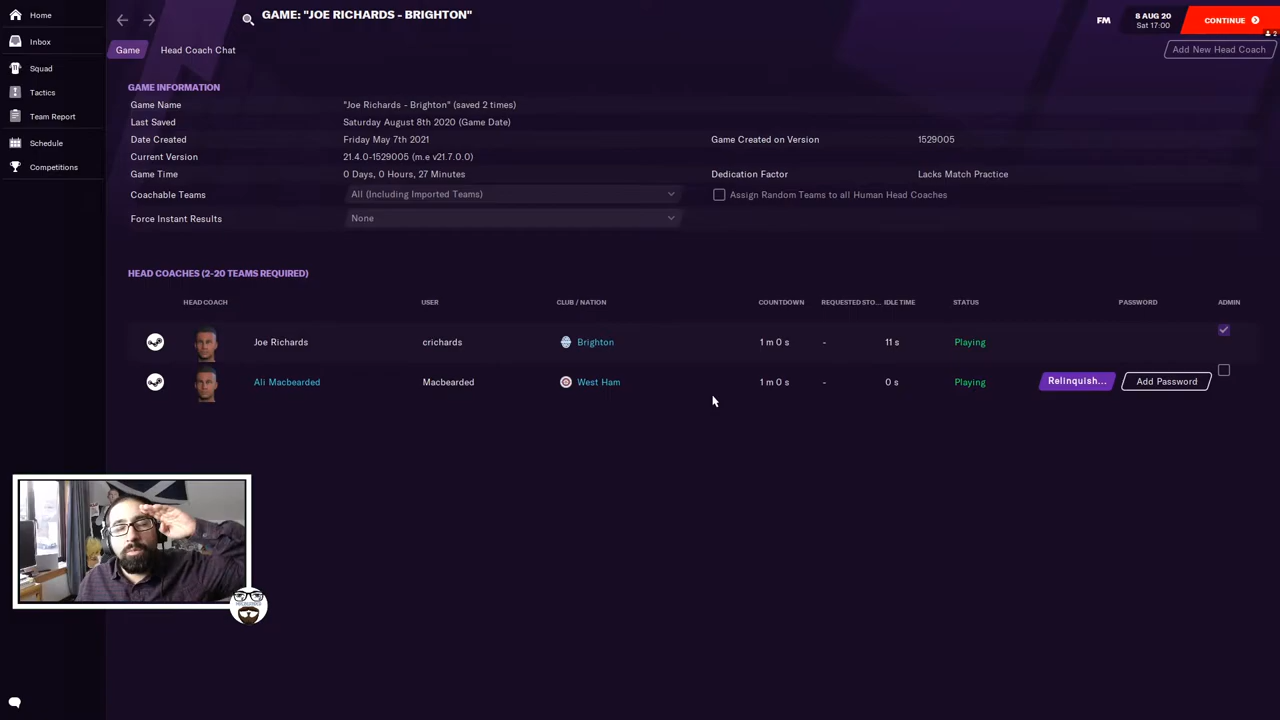 Home
Inbox
Squad
Tactics
Team Report
Schedule
Competitions
GAME: "JOE RICHARDS - BRIGHTON"
FM
8 AUG 20
Sat 17:00
CONTINUE
2
Game
Head Coach Chat
Add New Head Coach
GAME INFORMATION
Game Name "Joe Richards - Brighton" (saved 2 times)
Last Saved Saturday August 8th 2020 (Game Date)
Date Created Friday May 7th 2021 Game Created on Version 1529005
Current Version 21.4.0-1529005 (m.e v21.7.0.0)
Game Time 0 Days, 0 Hours, 27 Minutes Dedication Factor Lacks Match Practice
Coachable Teams All (Including Imported Teams) Assign Random Teams to all Human Head Coaches
Force Instant Results None
HEAD COACHES (2-20 TEAMS REQUIRED)
HEAD COACH USER CLUB / NATION COUNTDOWN REQUESTED STO... IDLE TIME STATUS PASSWORD ADMIN
Joe Richards crichards Brighton 1 m 0 s - 11 s Playing
Ali Macbearded Macbearded West Ham 1 m 0 s - 0 s Playing Relinquish... Add Password